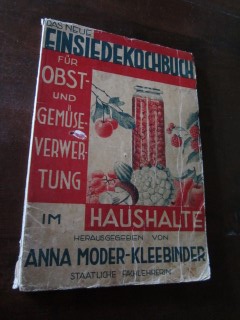 DAS NEUE
EINSIEDEKOCHBUCH
FÜR
OBST-
UND
GEMÜSE-
VERWER-
TUNG
IM HAUSHALTE
HERAUSGEGEBEN VON
ANNA MODER-KLEEBINDER
STAATLICHE FACHLEHRERIN